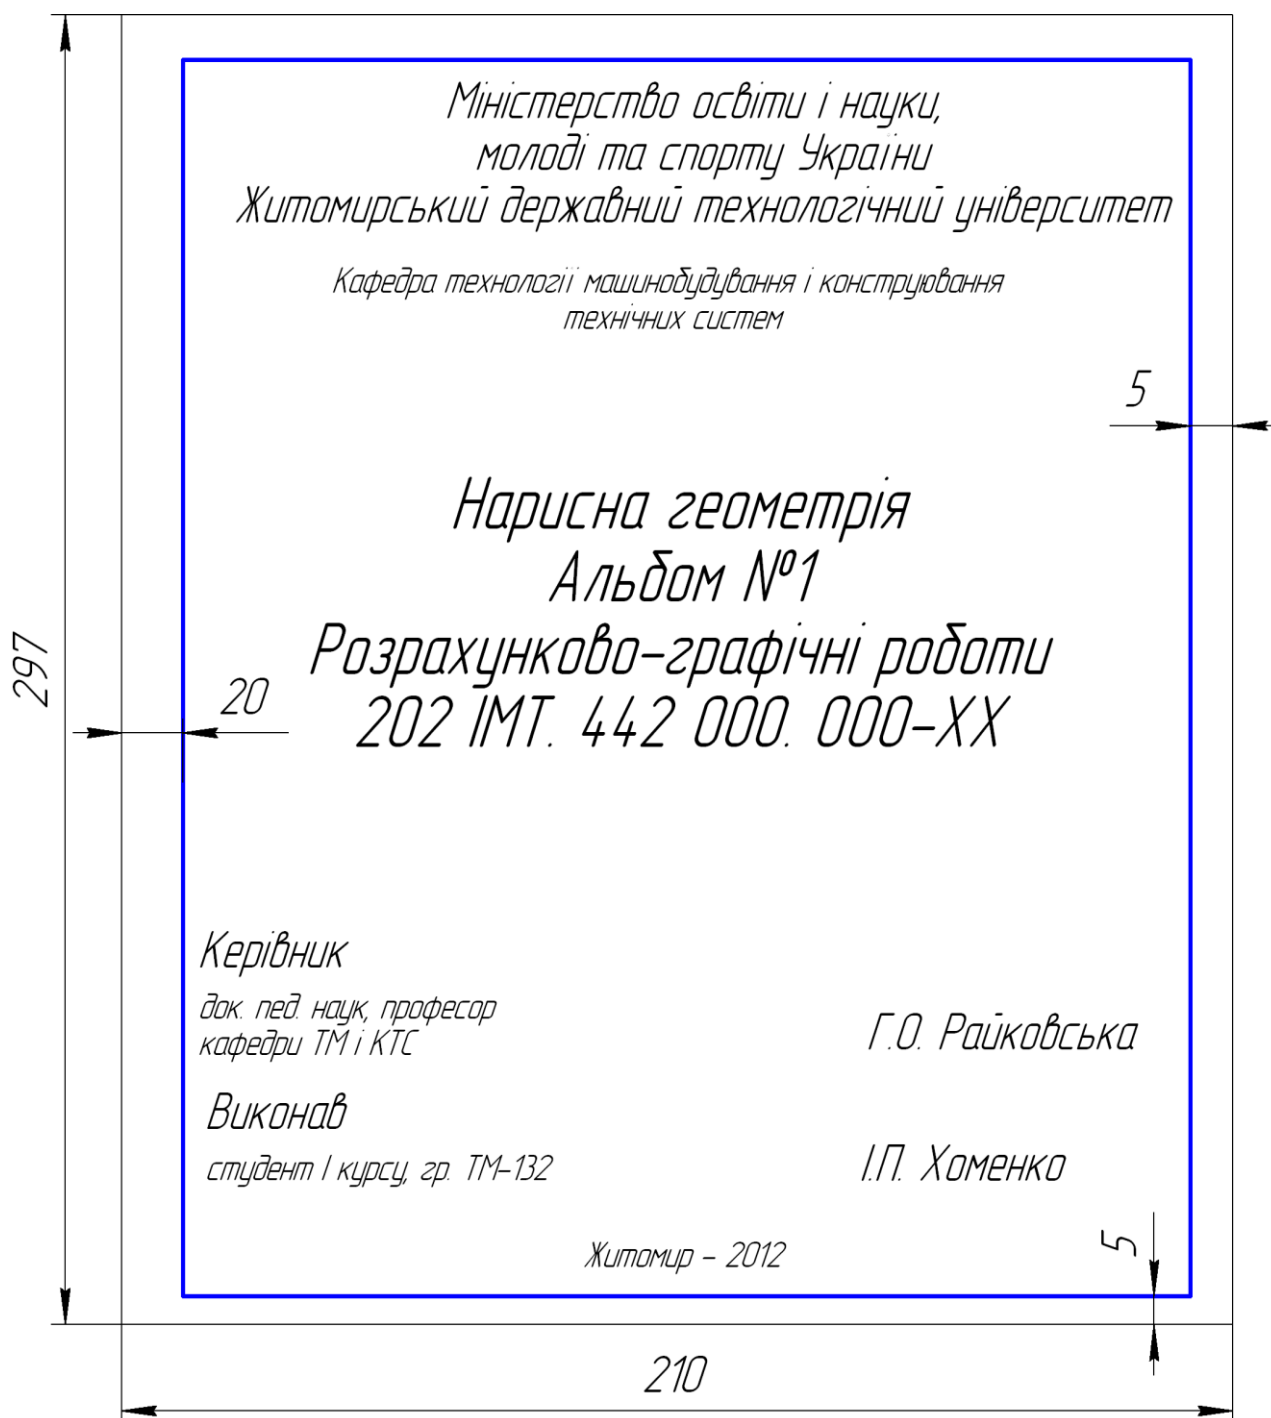 Міністерство освіти і науки,
молоді та спорту України
Житомирський державний технологічний університет
Кафедра технології машинобудування і конструювання
технічних систем
5
Нарисна геометрія
Альбом №1
Розрахунково-графічні роботи
297
20
202 ІМТ. 442 000. 000-ХХ
Керівник
док. пед. наук, професор
кафедри ТМ і КТС
Г.О. Райковська
Виконав
студент І курсу, гр. ТМ-132
І.П. Хоменко
5
Житомир - 2012
210